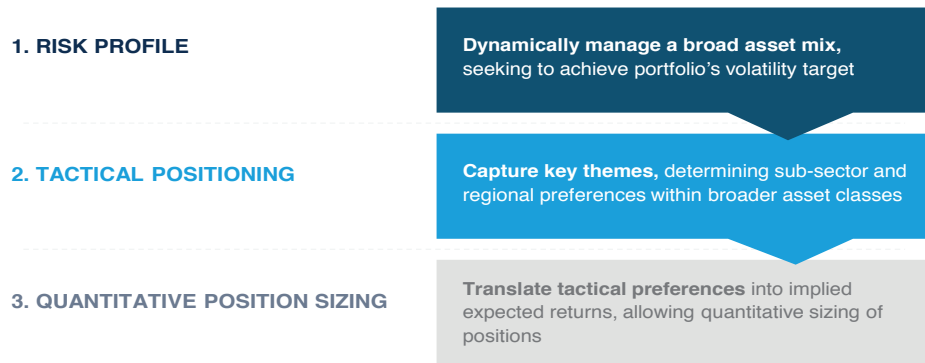 1. RISK PROFILE
Dynamically manage a broad asset mix,
seeking to achieve portfolio’s volatility target
2. TACTICAL POSITIONING
Capture key themes, determining sub-sector and
regional preferences within broader asset classes
3. QUANTITATIVE POSITION SIZING
Translate tactical preferences into implied
expected returns, allowing quantitative sizing of
positions